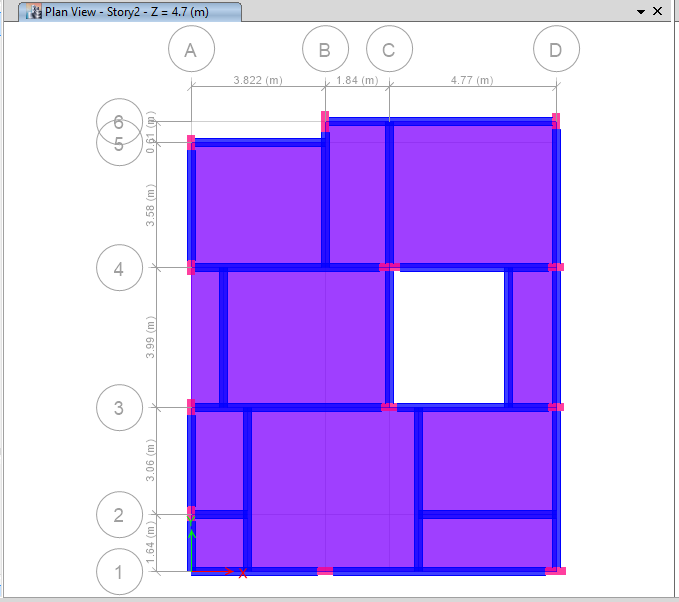 Plan View - Story2 - Z = 4.7 (m)
A
B
C
D
3.822 (m)
1.84 (m)
4.77 (m)
6
0.61 (m)
5
3.58 (m)
4
3.99 (m)
3
3.06 (m)
2
1.64 (m)
1
Y
X